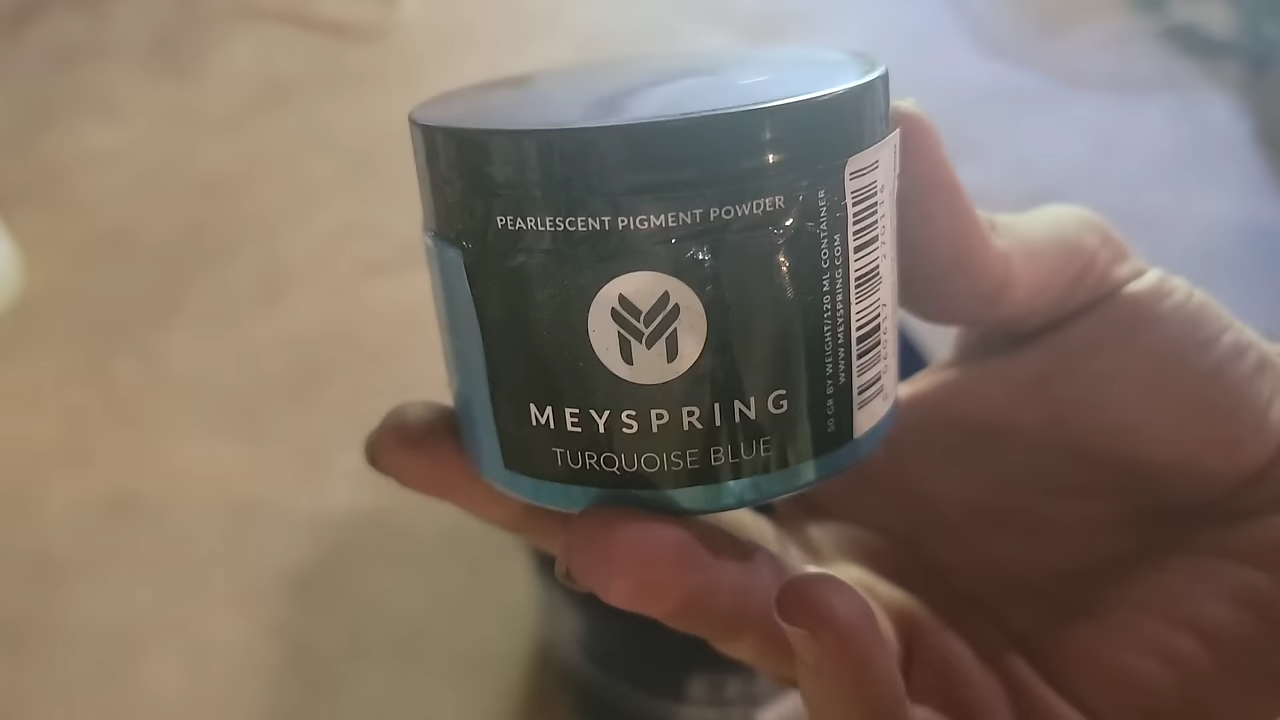 PEARLESCENT PIGMENT POWDER
MEYSPRING
TURQUOISE BLUE
50 GR BY WEIGHT/120 ML CONTAINER
WWW.MEYSPRING.COM